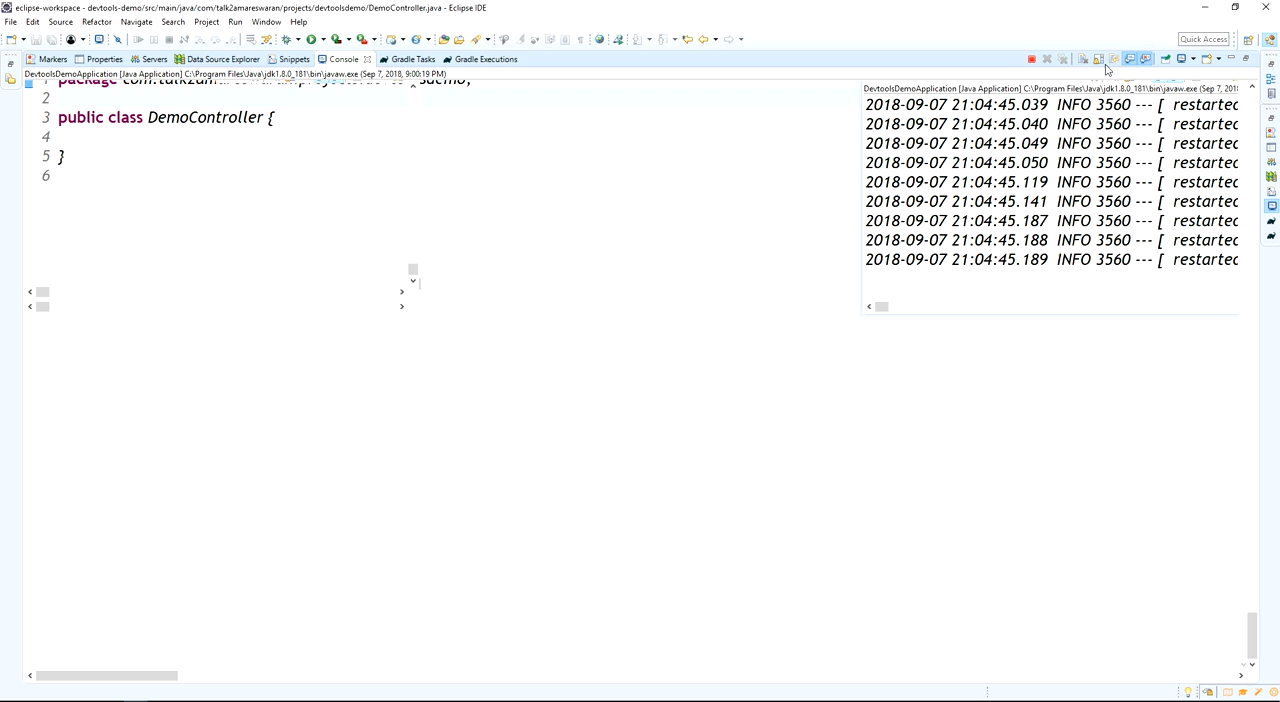 eclipse-workspace - devtools-demo/src/main/java/com/talk2amareswaran/projects/devtoolsdemo/DemoController.java - Eclipse IDE
File Edit Source Refactor Navigate Search Project Run Window Help
Quick Access
Markers Properties Servers Data Source Explorer Snippets Console Gradle Tasks Gradle Executions
DevtoolsDemoApplication [Java Application] C:\Program Files\Java\jdk1.8.0_181\bin\javaw.exe (Sep 7, 2018, 9:00:19 PM)
package
2
3 public class DemoController {
4
5 }
6
DevtoolsDemoApplication [Java Application] C:\Program Files\Java\jdk1.8.0_181\bin\javaw.exe (Sep 7, 2018
2018-09-07 21:04:45.039 INFO 3560 --- [ restartec
2018-09-07 21:04:45.040 INFO 3560 --- [ restartec
2018-09-07 21:04:45.049 INFO 3560 --- [ restartec
2018-09-07 21:04:45.050 INFO 3560 --- [ restartec
2018-09-07 21:04:45.119 INFO 3560 --- [ restartec
2018-09-07 21:04:45.141 INFO 3560 --- [ restartec
2018-09-07 21:04:45.187 INFO 3560 --- [ restartec
2018-09-07 21:04:45.188 INFO 3560 --- [ restartec
2018-09-07 21:04:45.189 INFO 3560 --- [ restartec